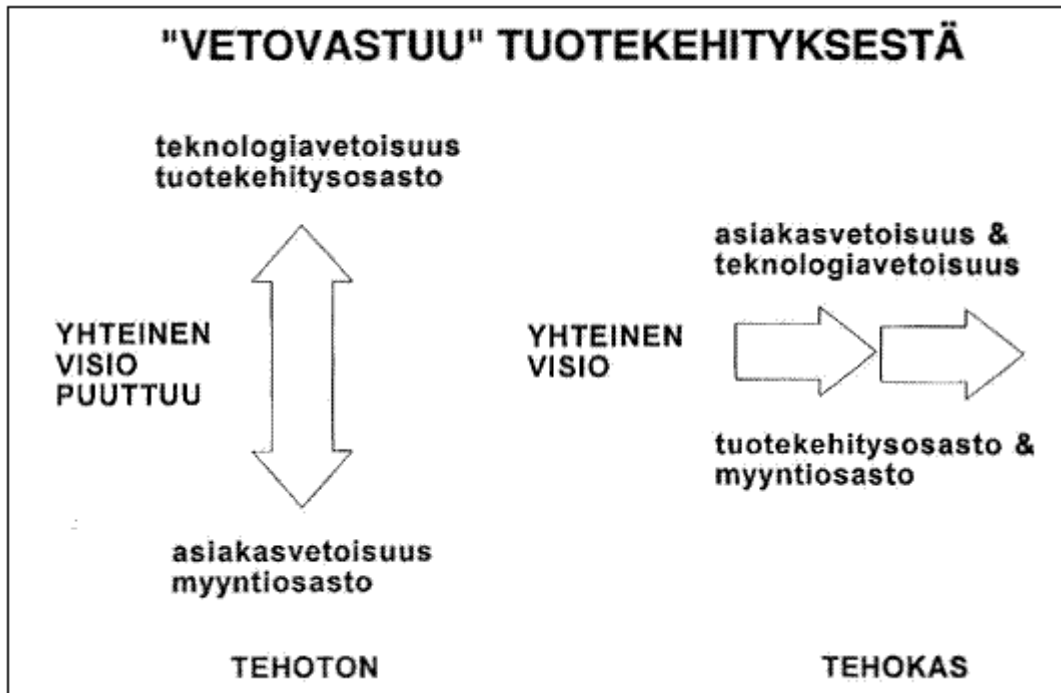 "VETOVASTUU" TUOTEKEHITYKSESTÄ
teknologiavetoisuus
tuotekehitysosasto
YHTEINEN
VISIO
PUUTTUU
asiakasvetoisuus
myyntiosasto
TEHOTON
asiakasvetoisuus &
teknologiavetoisuus
YHTEINEN
VISIO
tuotekehitysosasto &
myyntiosasto
TEHOKAS